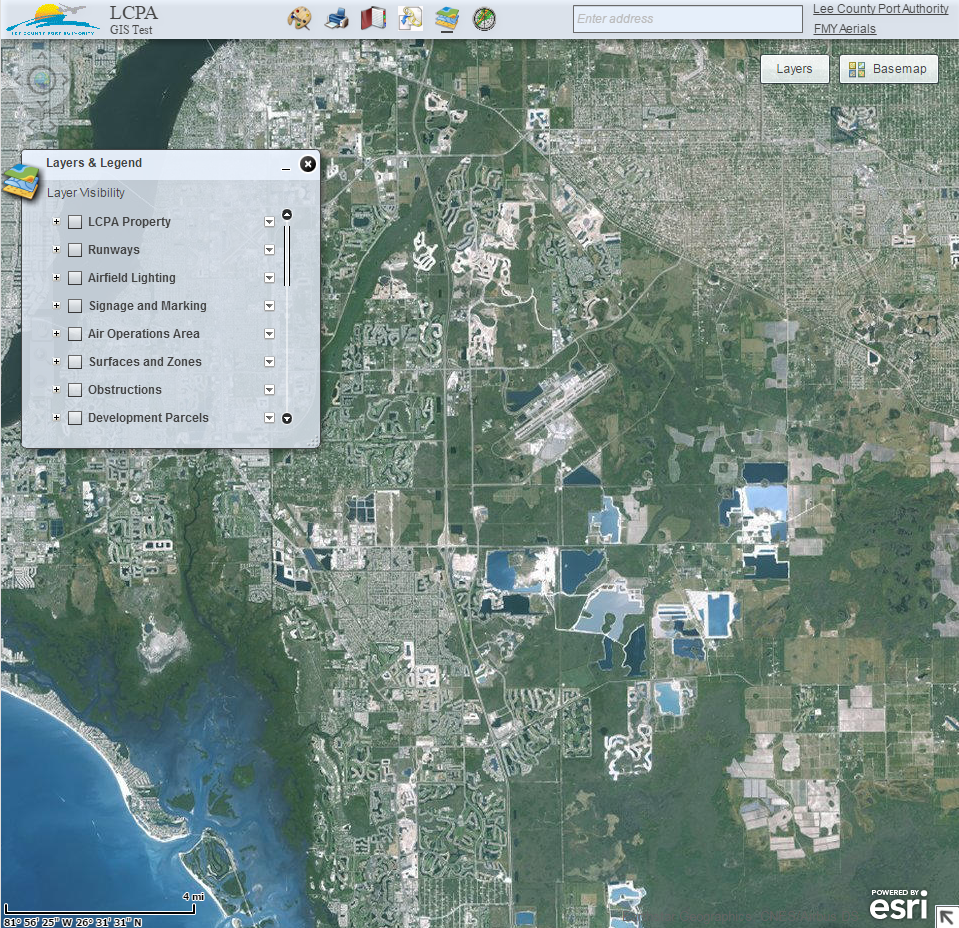 LEE COUNTY PORT AUTHORITY
LCPA
GIS Test
Enter address
Lee County Port Authority
FMY Aerials
Layers
Basemap
Layers & Legend
Layer Visibility
LCPA Property
Runways
Airfield Lighting
Signage and Marking
Air Operations Area
Surfaces and Zones
Obstructions
Development Parcels
4 mi
81° 56' 25" W 26° 31' 31" N
POWERED BY
esri